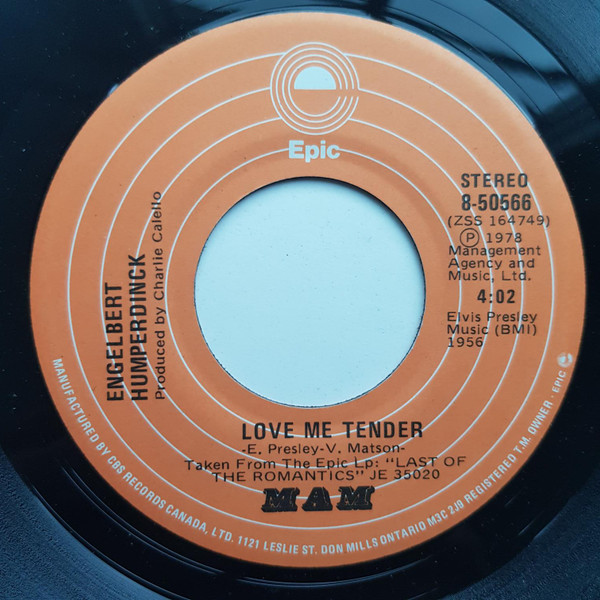 Epic
STEREO
8-50566
(ZSS 164749)
Ⓟ 1978
Management
Agency and
Music, Ltd.
4:02
Elvis Presley
Music (BMI)
1956
ENGELBERT
HUMPERDINCK
Produced by Charlie Calello
LOVE ME TENDER
-E. Presley-V. Matson-
Taken From The Epic Lp: "LAST OF
THE ROMANTICS" JE 35020
MAM
MANUFACTURED BY CBS RECORDS CANADA, LTD. 1121 LESLIE ST. DON MILLS ONTARIO M3C 2J9 REGISTERED T.M. OWNER · EPIC